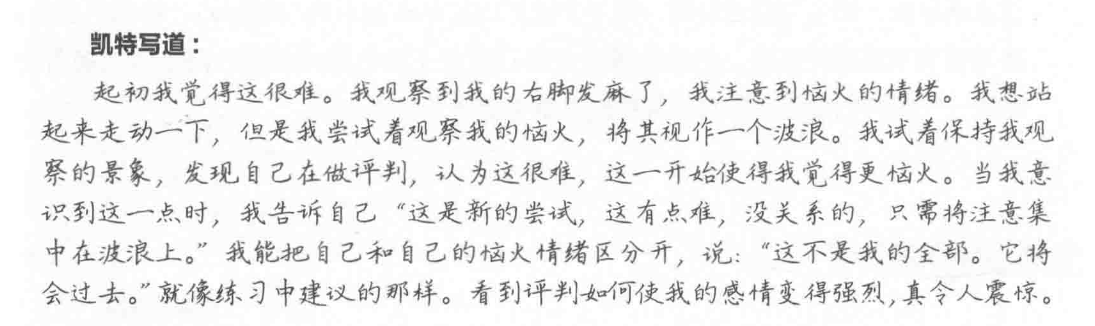 凯特写道：
起初我觉得这很难。我观察到我的右脚发麻了，我注意到恼火的情绪。我想站
起来走动一下，但是我尝试着观察我的恼火，将其视作一个波浪。我试着保持我观
察的景象，发现自己在做评判，认为这很难，这一开始使得我觉得更恼火。当我意
识到这一点时，我告诉自己“这是新的尝试，这有点难，没关系的，只需将注意集
中在波浪上。”我能把自己和自己的恼火情绪区分开，说：“这不是我的全部。它将
会过去。”就像练习中建议的那样。看到评判如何使我的感情变得强烈，真令人震惊。